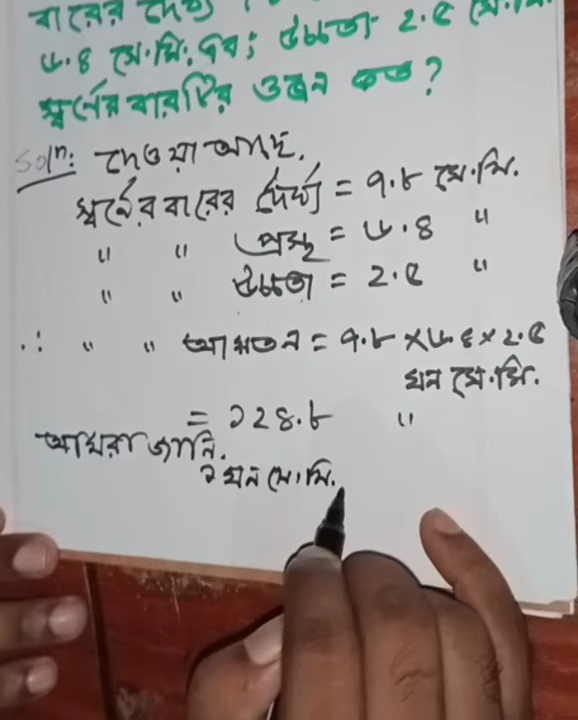 বারের দৈর্ঘ্য
৬.৪ সে.মি. এবং উচ্চতা ২.৫ সে.মি.
স্বর্ণের বারটির ওজন কত?
Solⁿ: দেওয়া আছে,
স্বর্ণের বারের দৈর্ঘ্য = ৭.৮ সে.মি.
" " প্রস্থ = ৬.৪ "
" " উচ্চতা = ২.৫ "
∴ " " আয়তন = ৭.৮ × ৬.৪ × ২.৫
ঘন সে.মি.
= ১২৪.৮ "
আমরা জানি,
১ ঘন সে.মি.